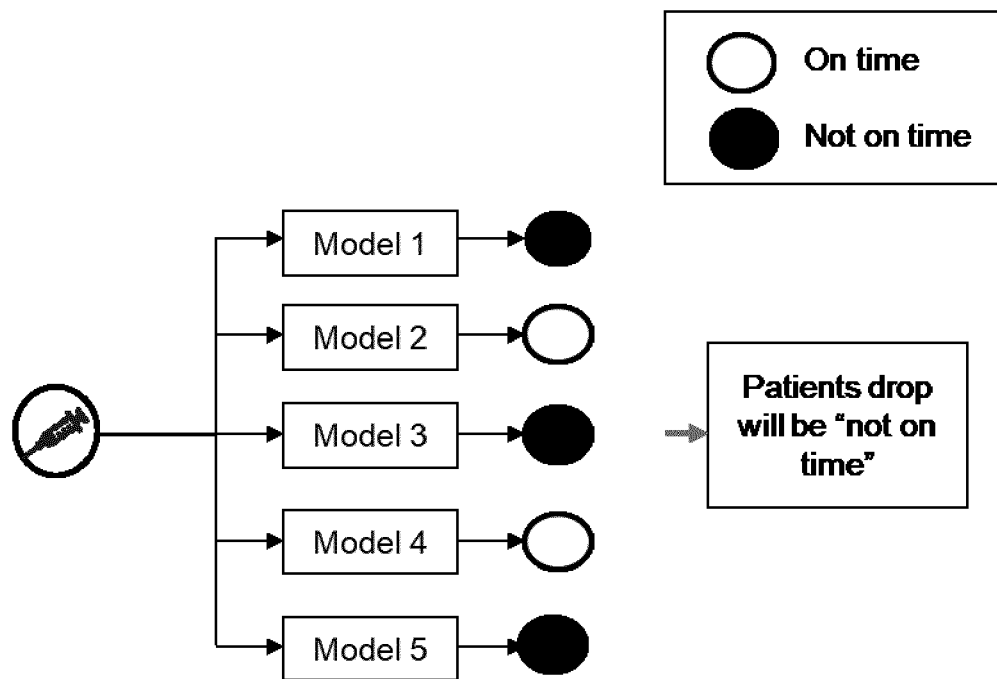 On time
Not on time
Model 1
Model 2
Model 3
Model 4
Model 5
Patients drop
will be “not on
time”